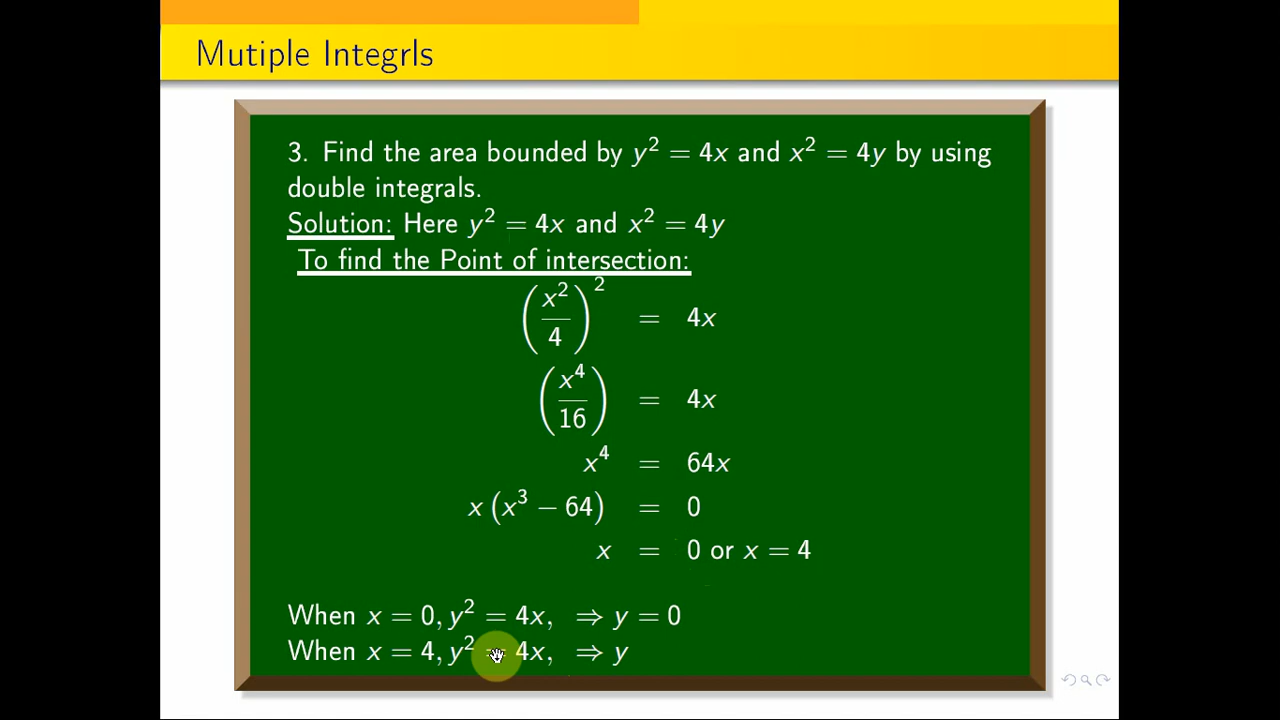 Mutiple Integrls
3. Find the area bounded by y² = 4x and x² = 4y by using
double integrals.
Solution: Here y² = 4x and x² = 4y
To find the Point of intersection:
(x²/4)² = 4x
(x⁴/16) = 4x
x⁴ = 64x
x (x³ − 64) = 0
x = 0 or x = 4
When x = 0, y² = 4x, ⇒ y = 0
When x = 4, y² = 4x, ⇒ y